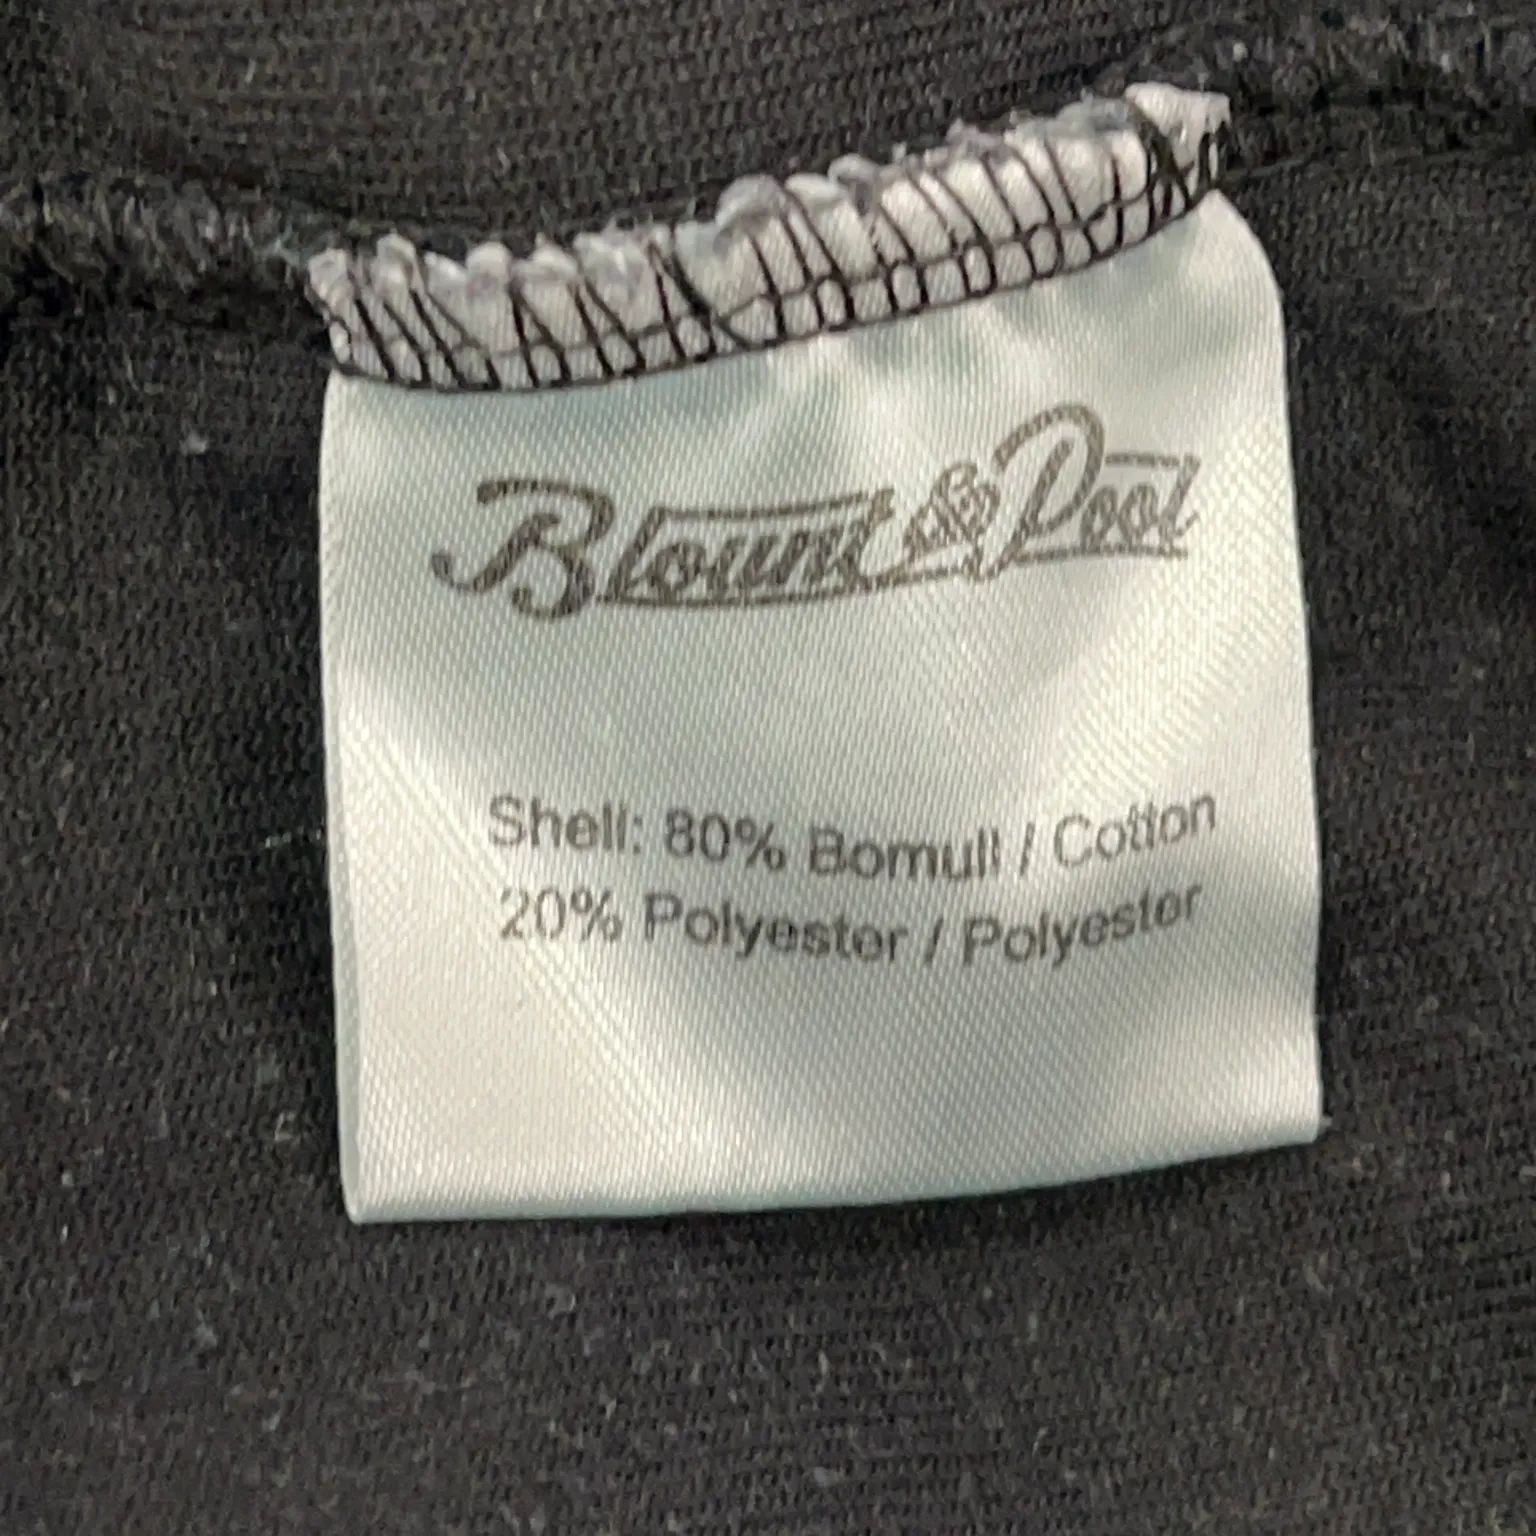 Blount & Pool
Shell: 80% Bomull / Cotton
20% Polyester / Polyester